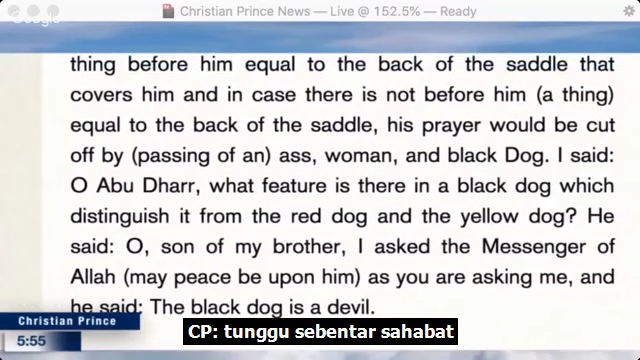 Christian Prince News — Live @ 152.5% — Ready
Google
thing before him equal to the back of the saddle that
covers him and in case there is not before him (a thing)
equal to the back of the saddle, his prayer would be cut
off by (passing of an) ass, woman, and black Dog. I said:
O Abu Dharr, what feature is there in a black dog which
distinguish it from the red dog and the yellow dog? He
said: O, son of my brother, I asked the Messenger of
Allah (may peace be upon him) as you are asking me, and
he said: The black dog is a devil.
Christian Prince
5:55
CP: tunggu sebentar sahabat